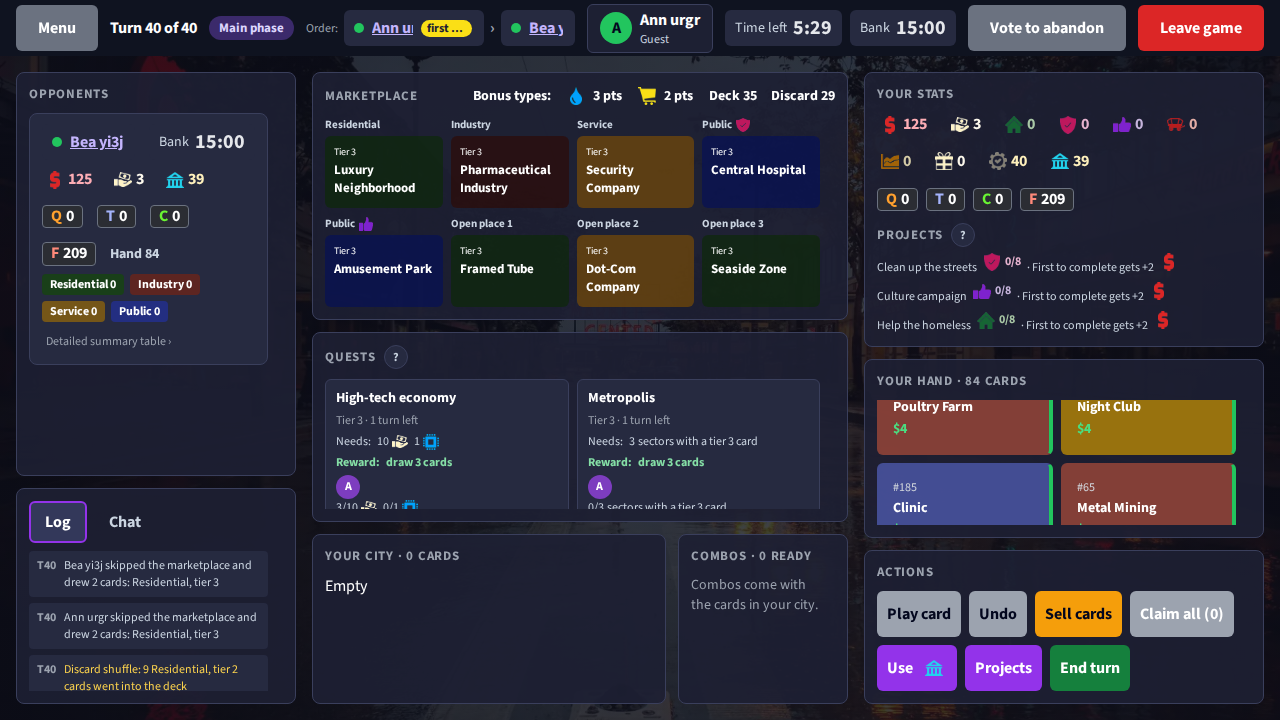 Menu
Turn 40 of 40
Main phase
Order:
Ann u
first ...
›
Bea y
A
Ann urgr
Guest
Time left 5:29
Bank 15:00
Vote to abandon
Leave game
OPPONENTS
Bea yi3j
Bank 15:00
125
3
39
Q 0
T 0
C 0
F 209
Hand 84
Residential 0
Industry 0
Service 0
Public 0
Detailed summary table ›
Log
Chat
T40 Bea yi3j skipped the marketplace and
drew 2 cards: Residential, tier 3
T40 Ann urgr skipped the marketplace and
drew 2 cards: Residential, tier 3
T40 Discard shuffle: 9 Residential, tier 2
cards went into the deck
MARKETPLACE
Bonus types:
3 pts
2 pts
Deck 35
Discard 29
Residential
Industry
Service
Public
Tier 3
Luxury
Neighborhood
Tier 3
Pharmaceutical
Industry
Tier 3
Security
Company
Tier 3
Central Hospital
Public
Open place 1
Open place 2
Open place 3
Tier 3
Amusement Park
Tier 3
Framed Tube
Tier 3
Dot-Com
Company
Tier 3
Seaside Zone
QUESTS
?
High-tech economy
Tier 3 · 1 turn left
Needs: 10 1
Reward: draw 3 cards
A
3/10 0/1
Metropolis
Tier 3 · 1 turn left
Needs: 3 sectors with a tier 3 card
Reward: draw 3 cards
A
0/3 sectors with a tier 3 card
YOUR CITY · 0 CARDS
Empty
COMBOS · 0 READY
Combos come with
the cards in your city.
YOUR STATS
125
3
0
0
0
0
0
0
40
39
Q 0
T 0
C 0
F 209
PROJECTS
?
Clean up the streets 0/8 · First to complete gets +2
Culture campaign 0/8 · First to complete gets +2
Help the homeless 0/8 · First to complete gets +2
YOUR HAND · 84 CARDS
Poultry Farm
$4
Night Club
$4
#185
Clinic
#65
Metal Mining
ACTIONS
Play card
Undo
Sell cards
Claim all (0)
Use
Projects
End turn